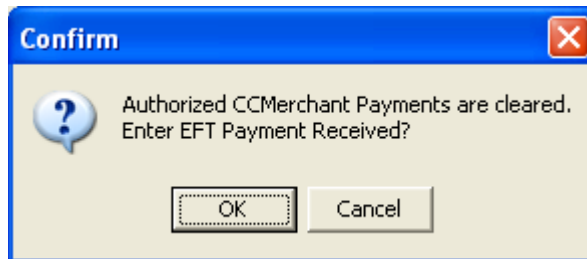 Confirm
Authorized CCMerchant Payments are cleared.
Enter EFT Payment Received?
OK
Cancel